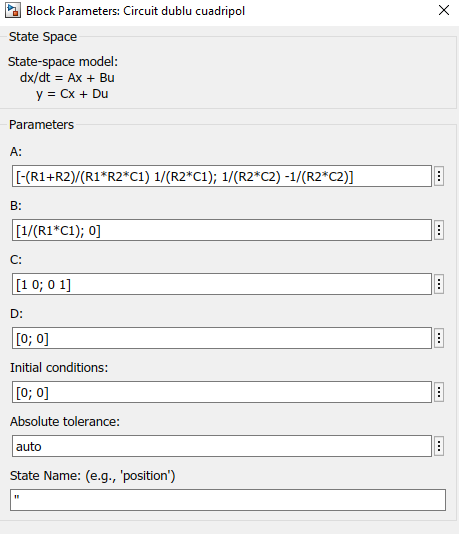 Block Parameters: Circuit dublu cuadripol
State Space
State-space model:
dx/dt = Ax + Bu
y = Cx + Du
Parameters
A:
[-(R1+R2)/(R1*R2*C1) 1/(R2*C1); 1/(R2*C2) -1/(R2*C2)]
B:
[1/(R1*C1); 0]
C:
[1 0; 0 1]
D:
[0; 0]
Initial conditions:
[0; 0]
Absolute tolerance:
auto
State Name: (e.g., 'position')
''